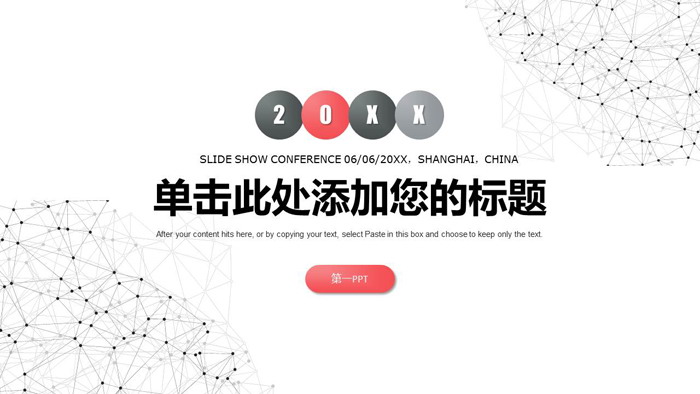 20XX
SLIDE SHOW CONFERENCE 06/06/20XX，SHANGHAI，CHINA
单击此处添加您的标题
After your content hits here, or by copying your text, select Paste in this box and choose to keep only the text.
第一PPT